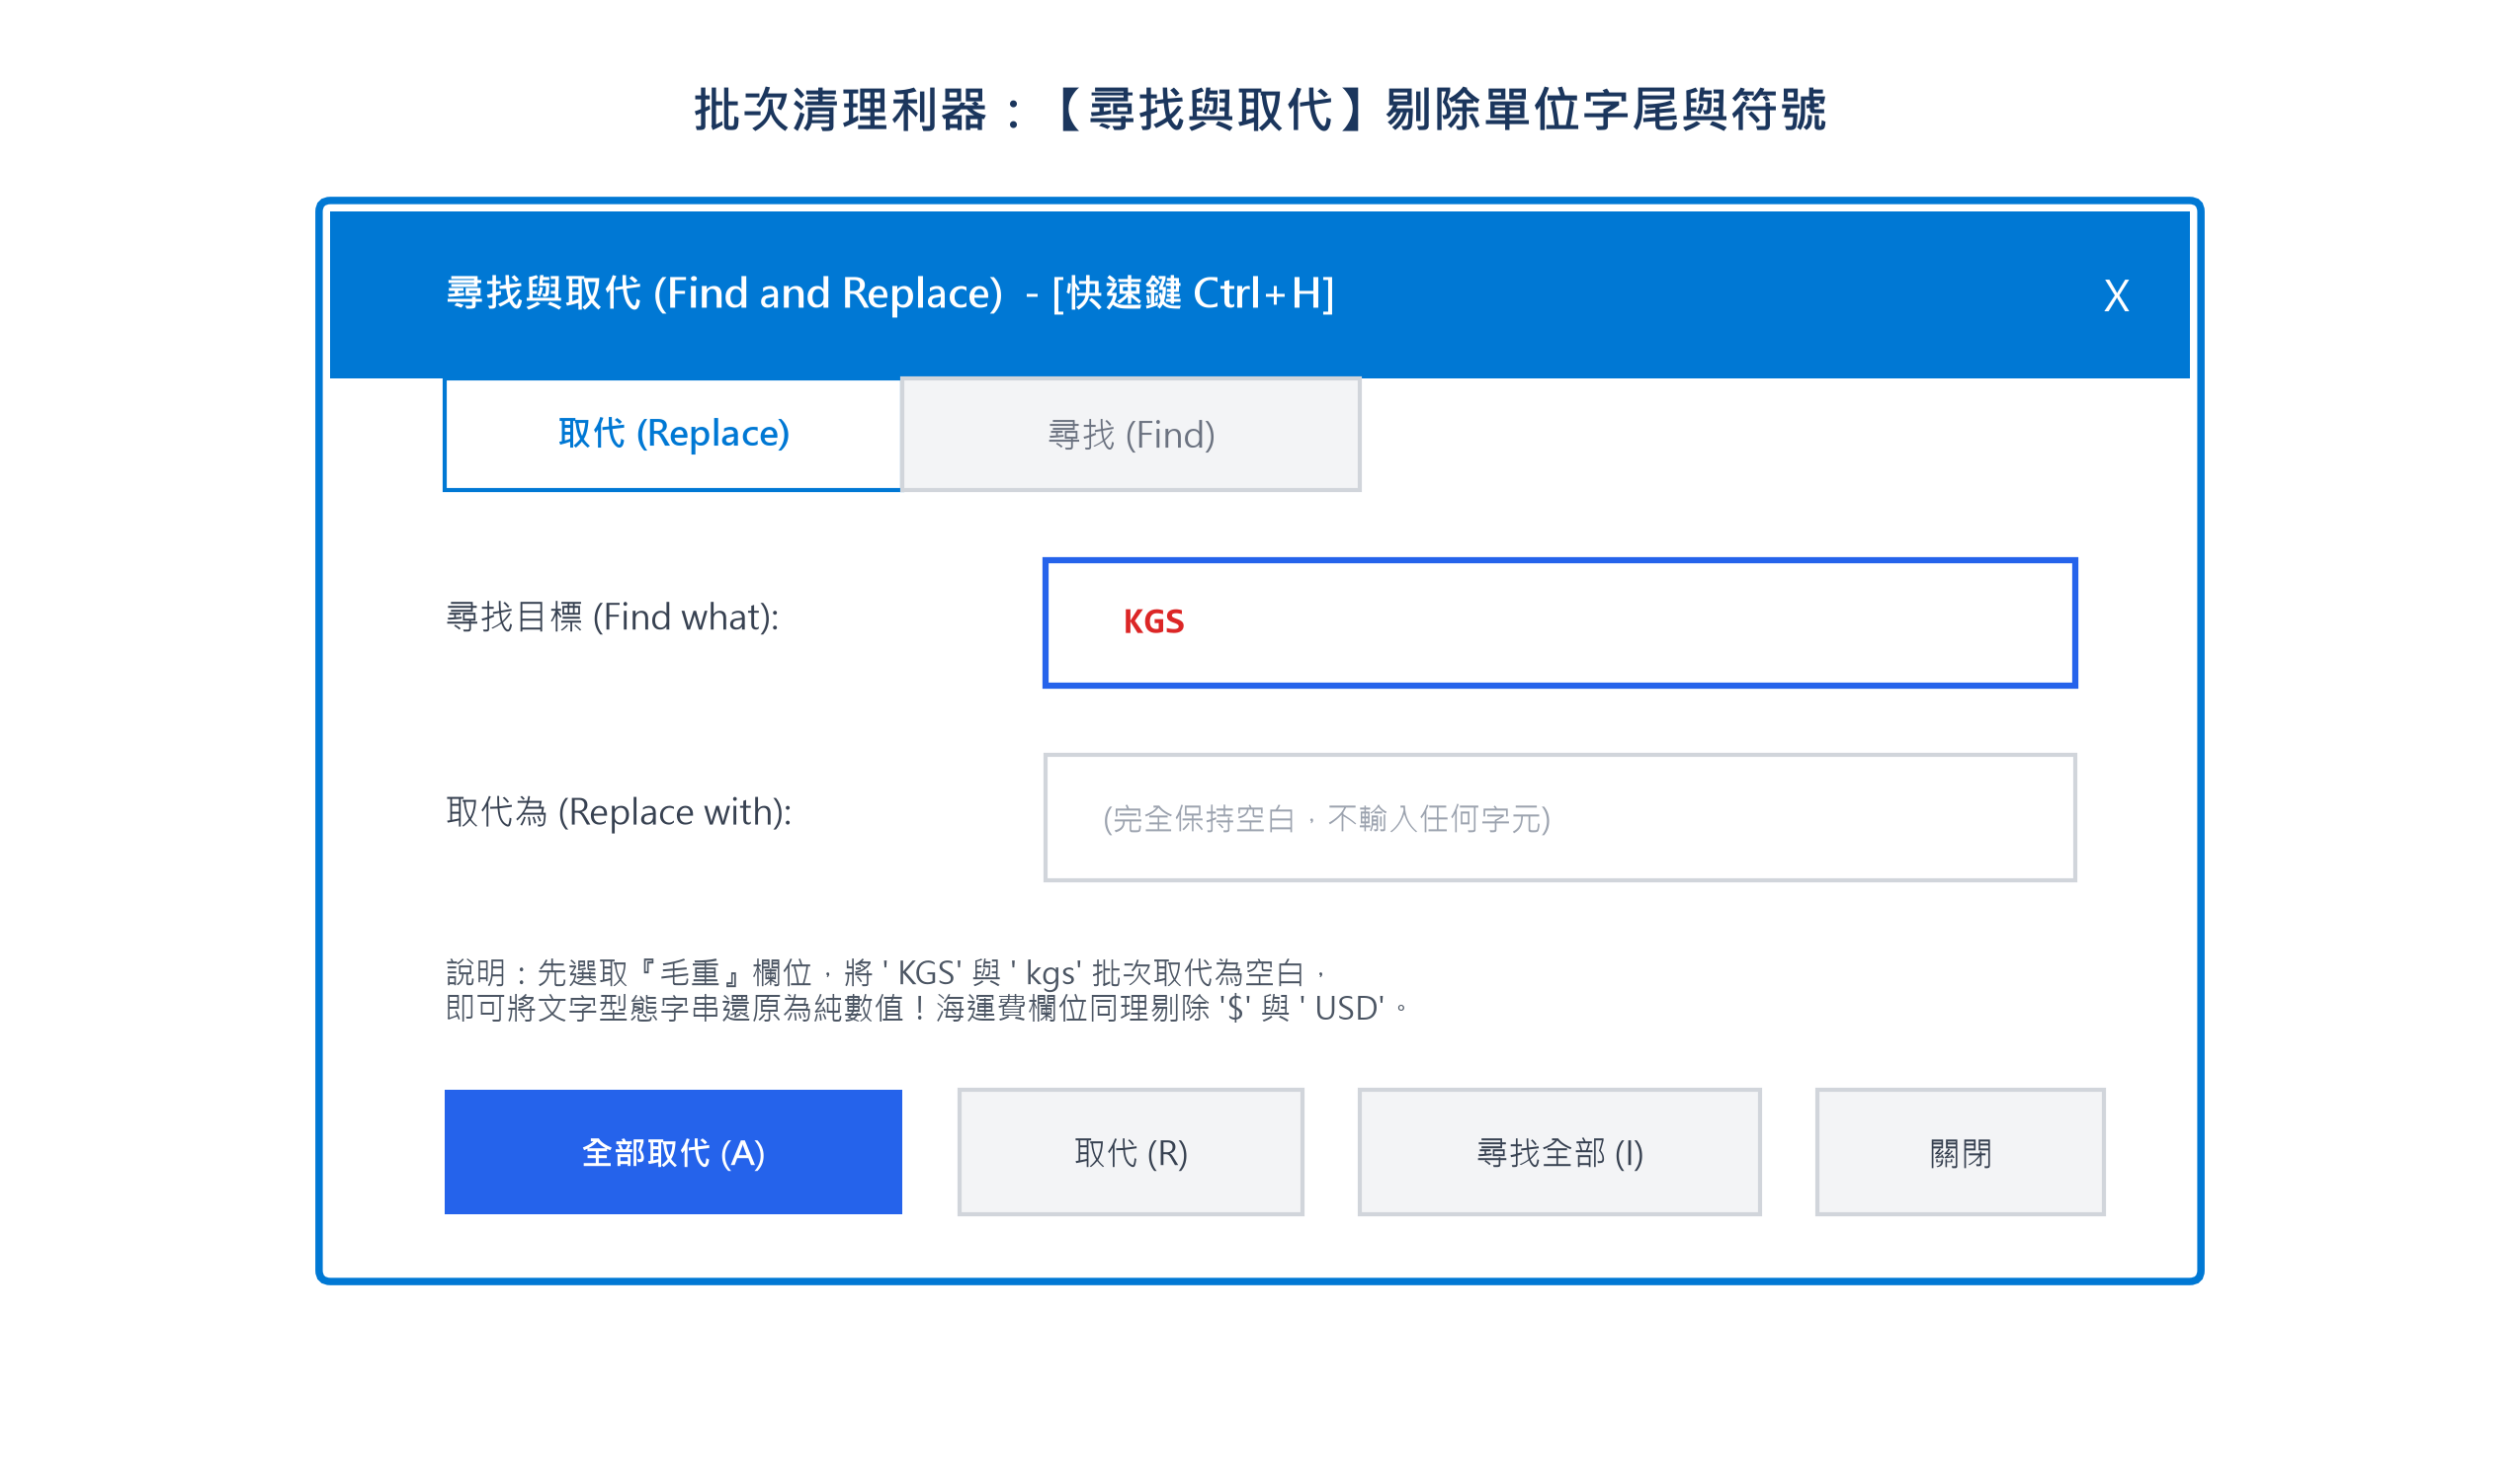 批次清理利器：【尋找與取代】剔除單位字尾與符號
尋找與取代 (Find and Replace)  - [快速鍵 Ctrl+H]
X
取代 (Replace)
尋找 (Find)
尋找目標 (Find what):
KGS
取代為 (Replace with):
(完全保持空白，不輸入任何字元)
說明：先選取『毛重』欄位，將 ' KGS' 與 ' kgs' 批次取代為空白，
即可將文字型態字串還原為純數值！海運費欄位同理剔除 '$' 與 ' USD'。
全部取代 (A)
取代 (R)
尋找全部 (I)
關閉